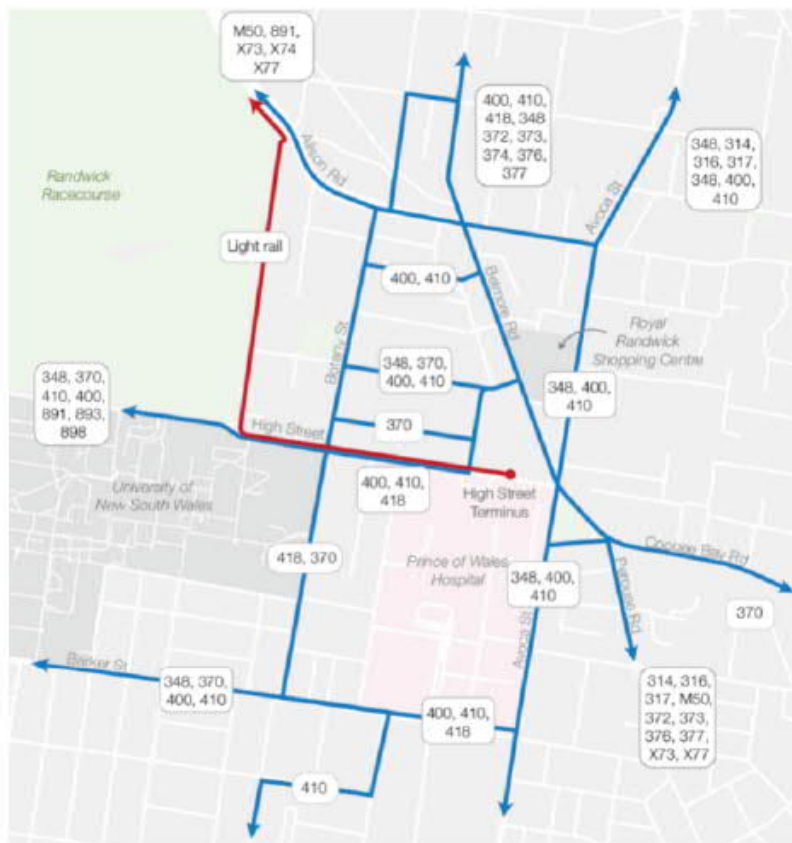 M50, 891,
X73, X74
X77
400, 410,
418, 348
372, 373,
374, 376,
377
348, 314,
316, 317,
348, 400,
410
Randwick
Racecourse
Alison Rd
Avoca St
Light rail
400, 410
Belmore Rd
Botany St
Royal
Randwick
Shopping Centre
348, 370,
400, 410
348, 370,
410, 400,
891, 893,
898
348, 400,
410
370
High Street
400, 410,
418
High Street
Terminus
University of
New South Wales
418, 370
Prince of Wales
Hospital
348, 400,
410
Coogee Bay Rd
Perouse Rd
370
Avoca St
Barker St
348, 370,
400, 410
400, 410,
418
314, 316,
317, M50,
372, 373,
376, 377,
X73, X77
410